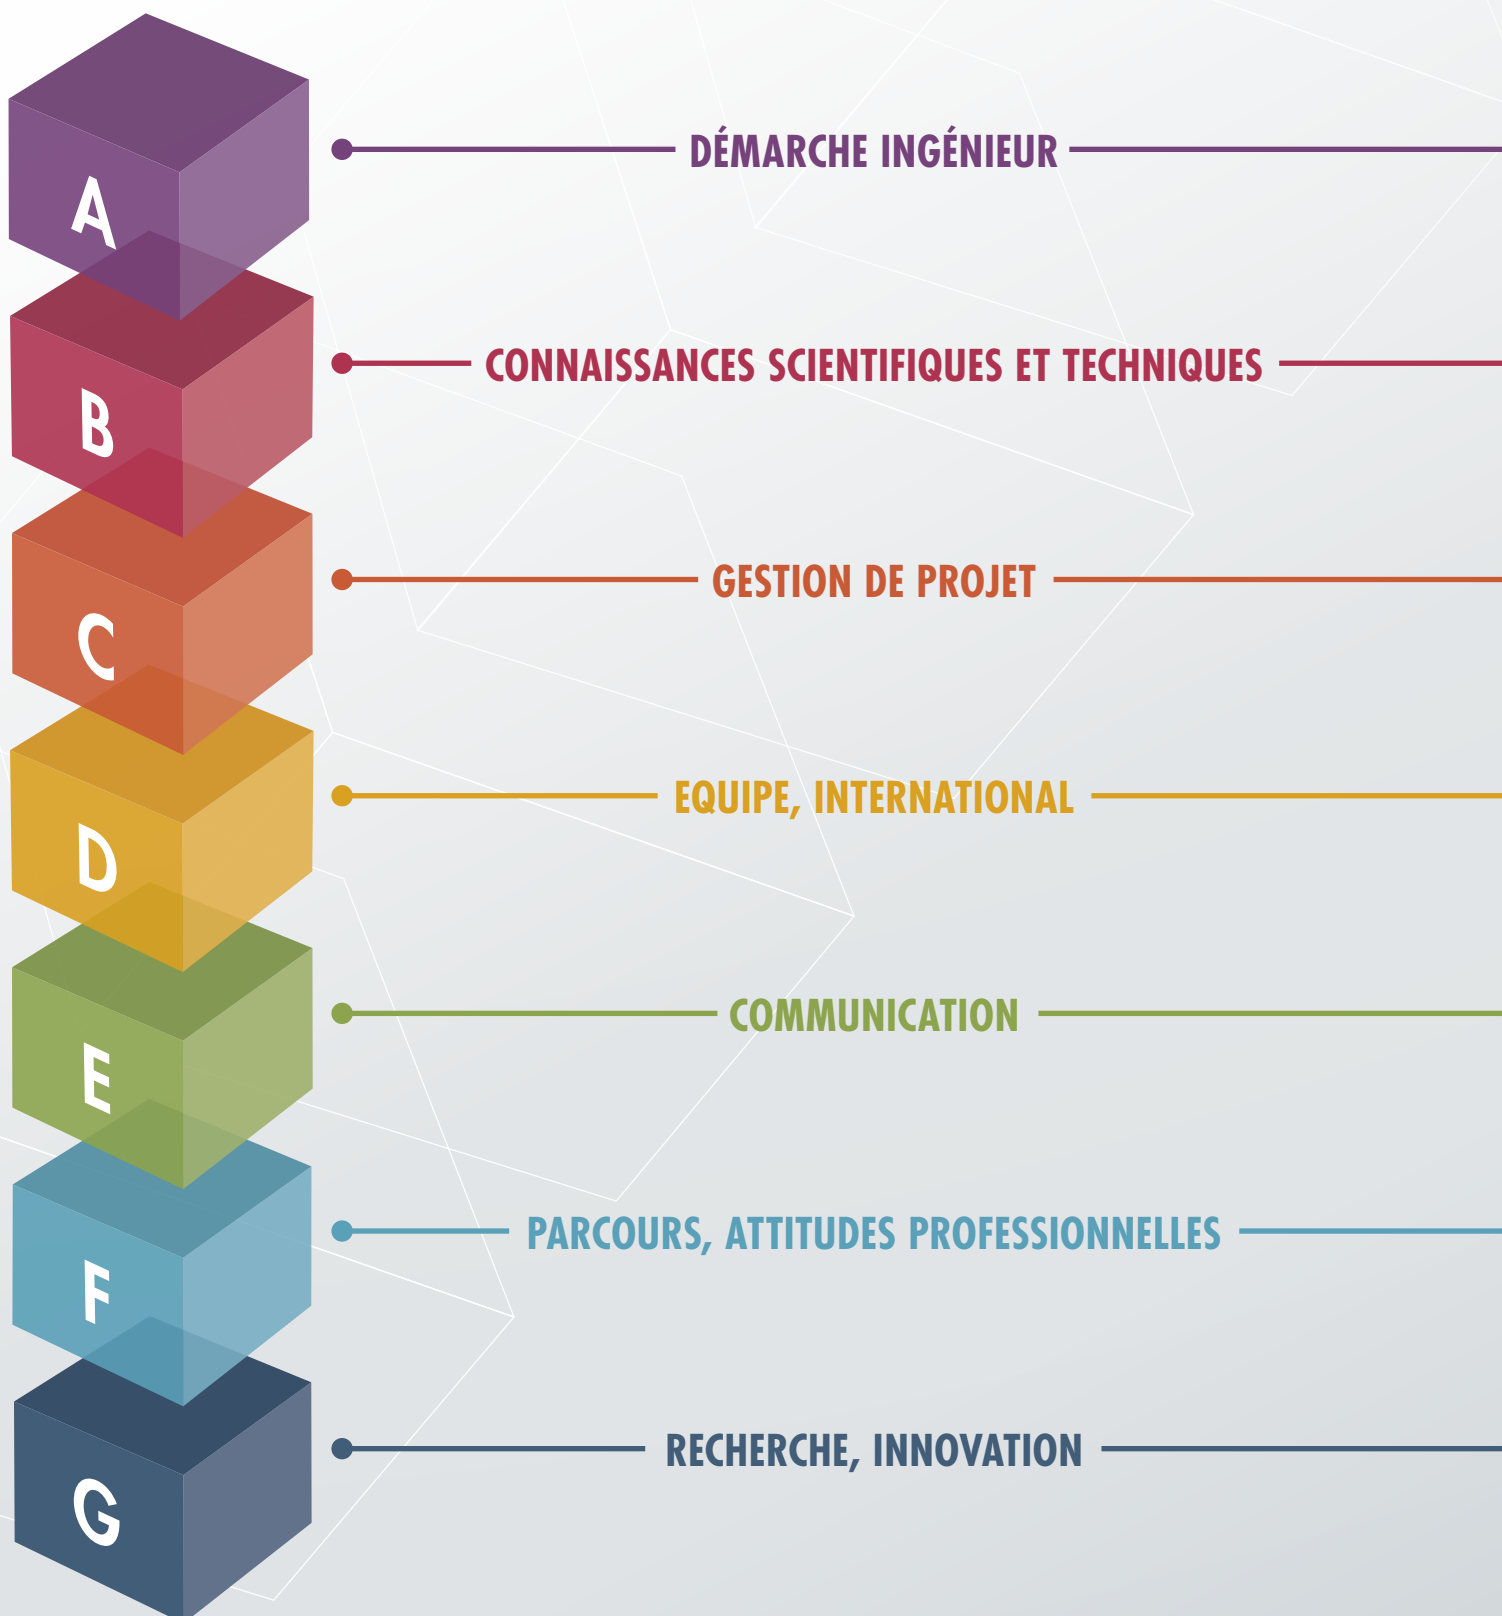 A
DÉMARCHE INGÉNIEUR
B
CONNAISSANCES SCIENTIFIQUES ET TECHNIQUES
C
GESTION DE PROJET
D
EQUIPE, INTERNATIONAL
E
COMMUNICATION
F
PARCOURS, ATTITUDES PROFESSIONNELLES
G
RECHERCHE, INNOVATION